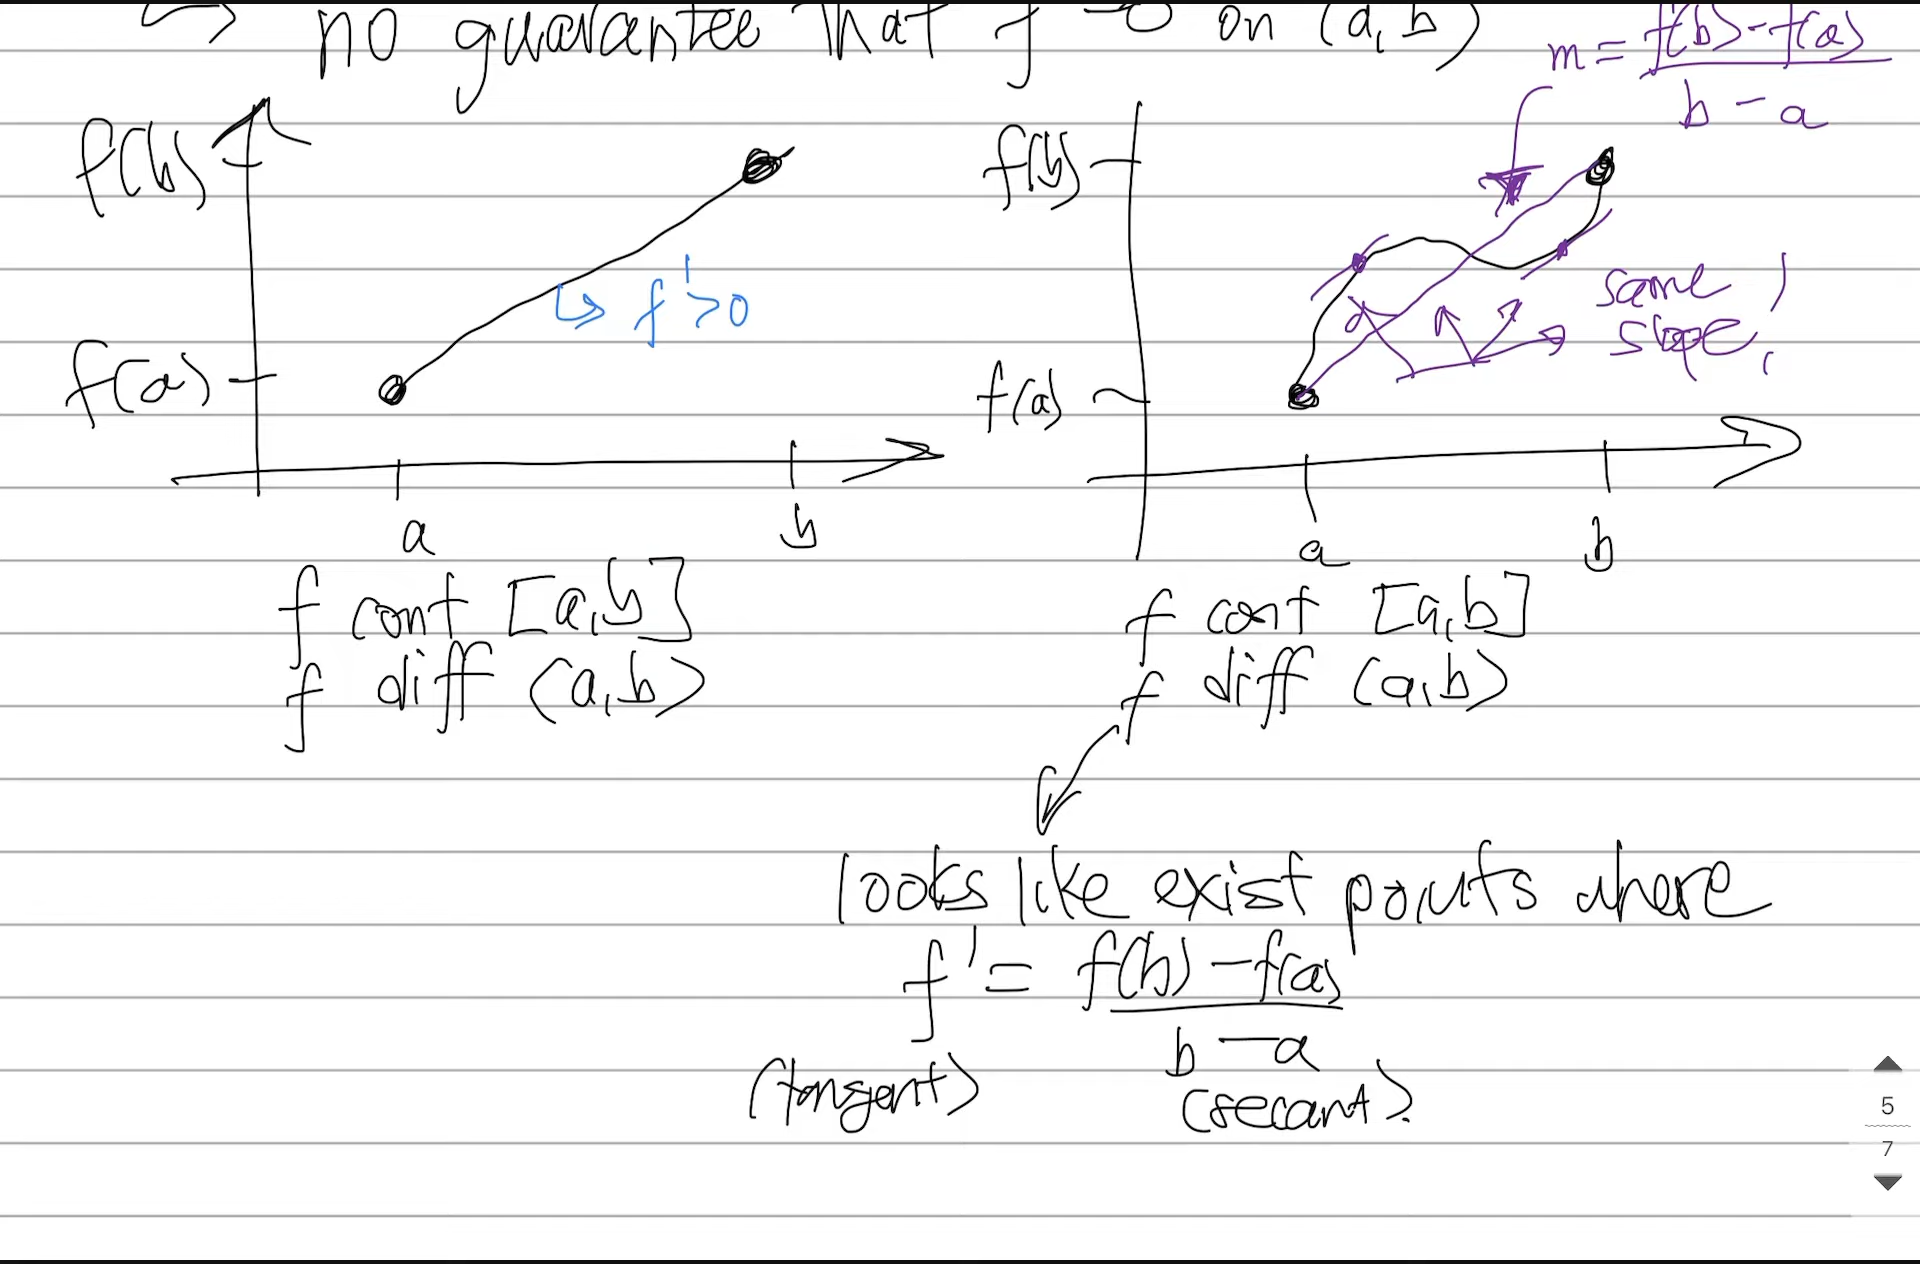 ↳ no guarantee that f'=0 on (a,b)
m = f(b)-f(a)
b - a
f(b)
f(a)
↳ f' > 0
a
b
f(b)
f(a)
same
slope
a
b
f cont [a,b]
f diff (a,b)
f cont [a,b]
f diff (a,b)
looks like exist points where
f' = f(b) - f(a)
b - a
(tangent)
(secant)
5
7